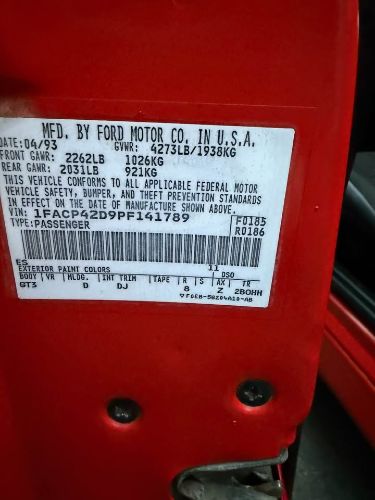 MFD. BY FORD MOTOR CO. IN U.S.A.
DATE: 04/93 GVWR: 4273LB/1938KG
FRONT GAWR: 2262LB 1026KG
REAR GAWR: 2031LB 921KG
THIS VEHICLE CONFORMS TO ALL APPLICABLE FEDERAL MOTOR
VEHICLE SAFETY, BUMPER, AND THEFT PREVENTION STANDARDS
IN EFFECT ON THE DATE OF MANUFACTURE SHOWN ABOVE.
VIN: 1FACP42D9PF141789 F0185
TYPE: PASSENGER R0186
ES 11
EXTERIOR PAINT COLORS DSO
BODY VR MLDG. INT TRIM TAPE R S AX FR
GT3 D DJ 8 Z 2BOHH